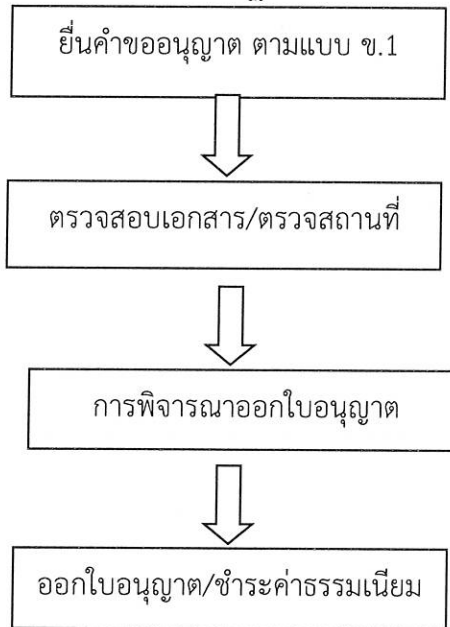 ยื่นคำขออนุญาต ตามแบบ ข.1
ตรวจสอบเอกสาร/ตรวจสถานที่
การพิจารณาออกใบอนุญาต
ออกใบอนุญาต/ชำระค่าธรรมเนียม